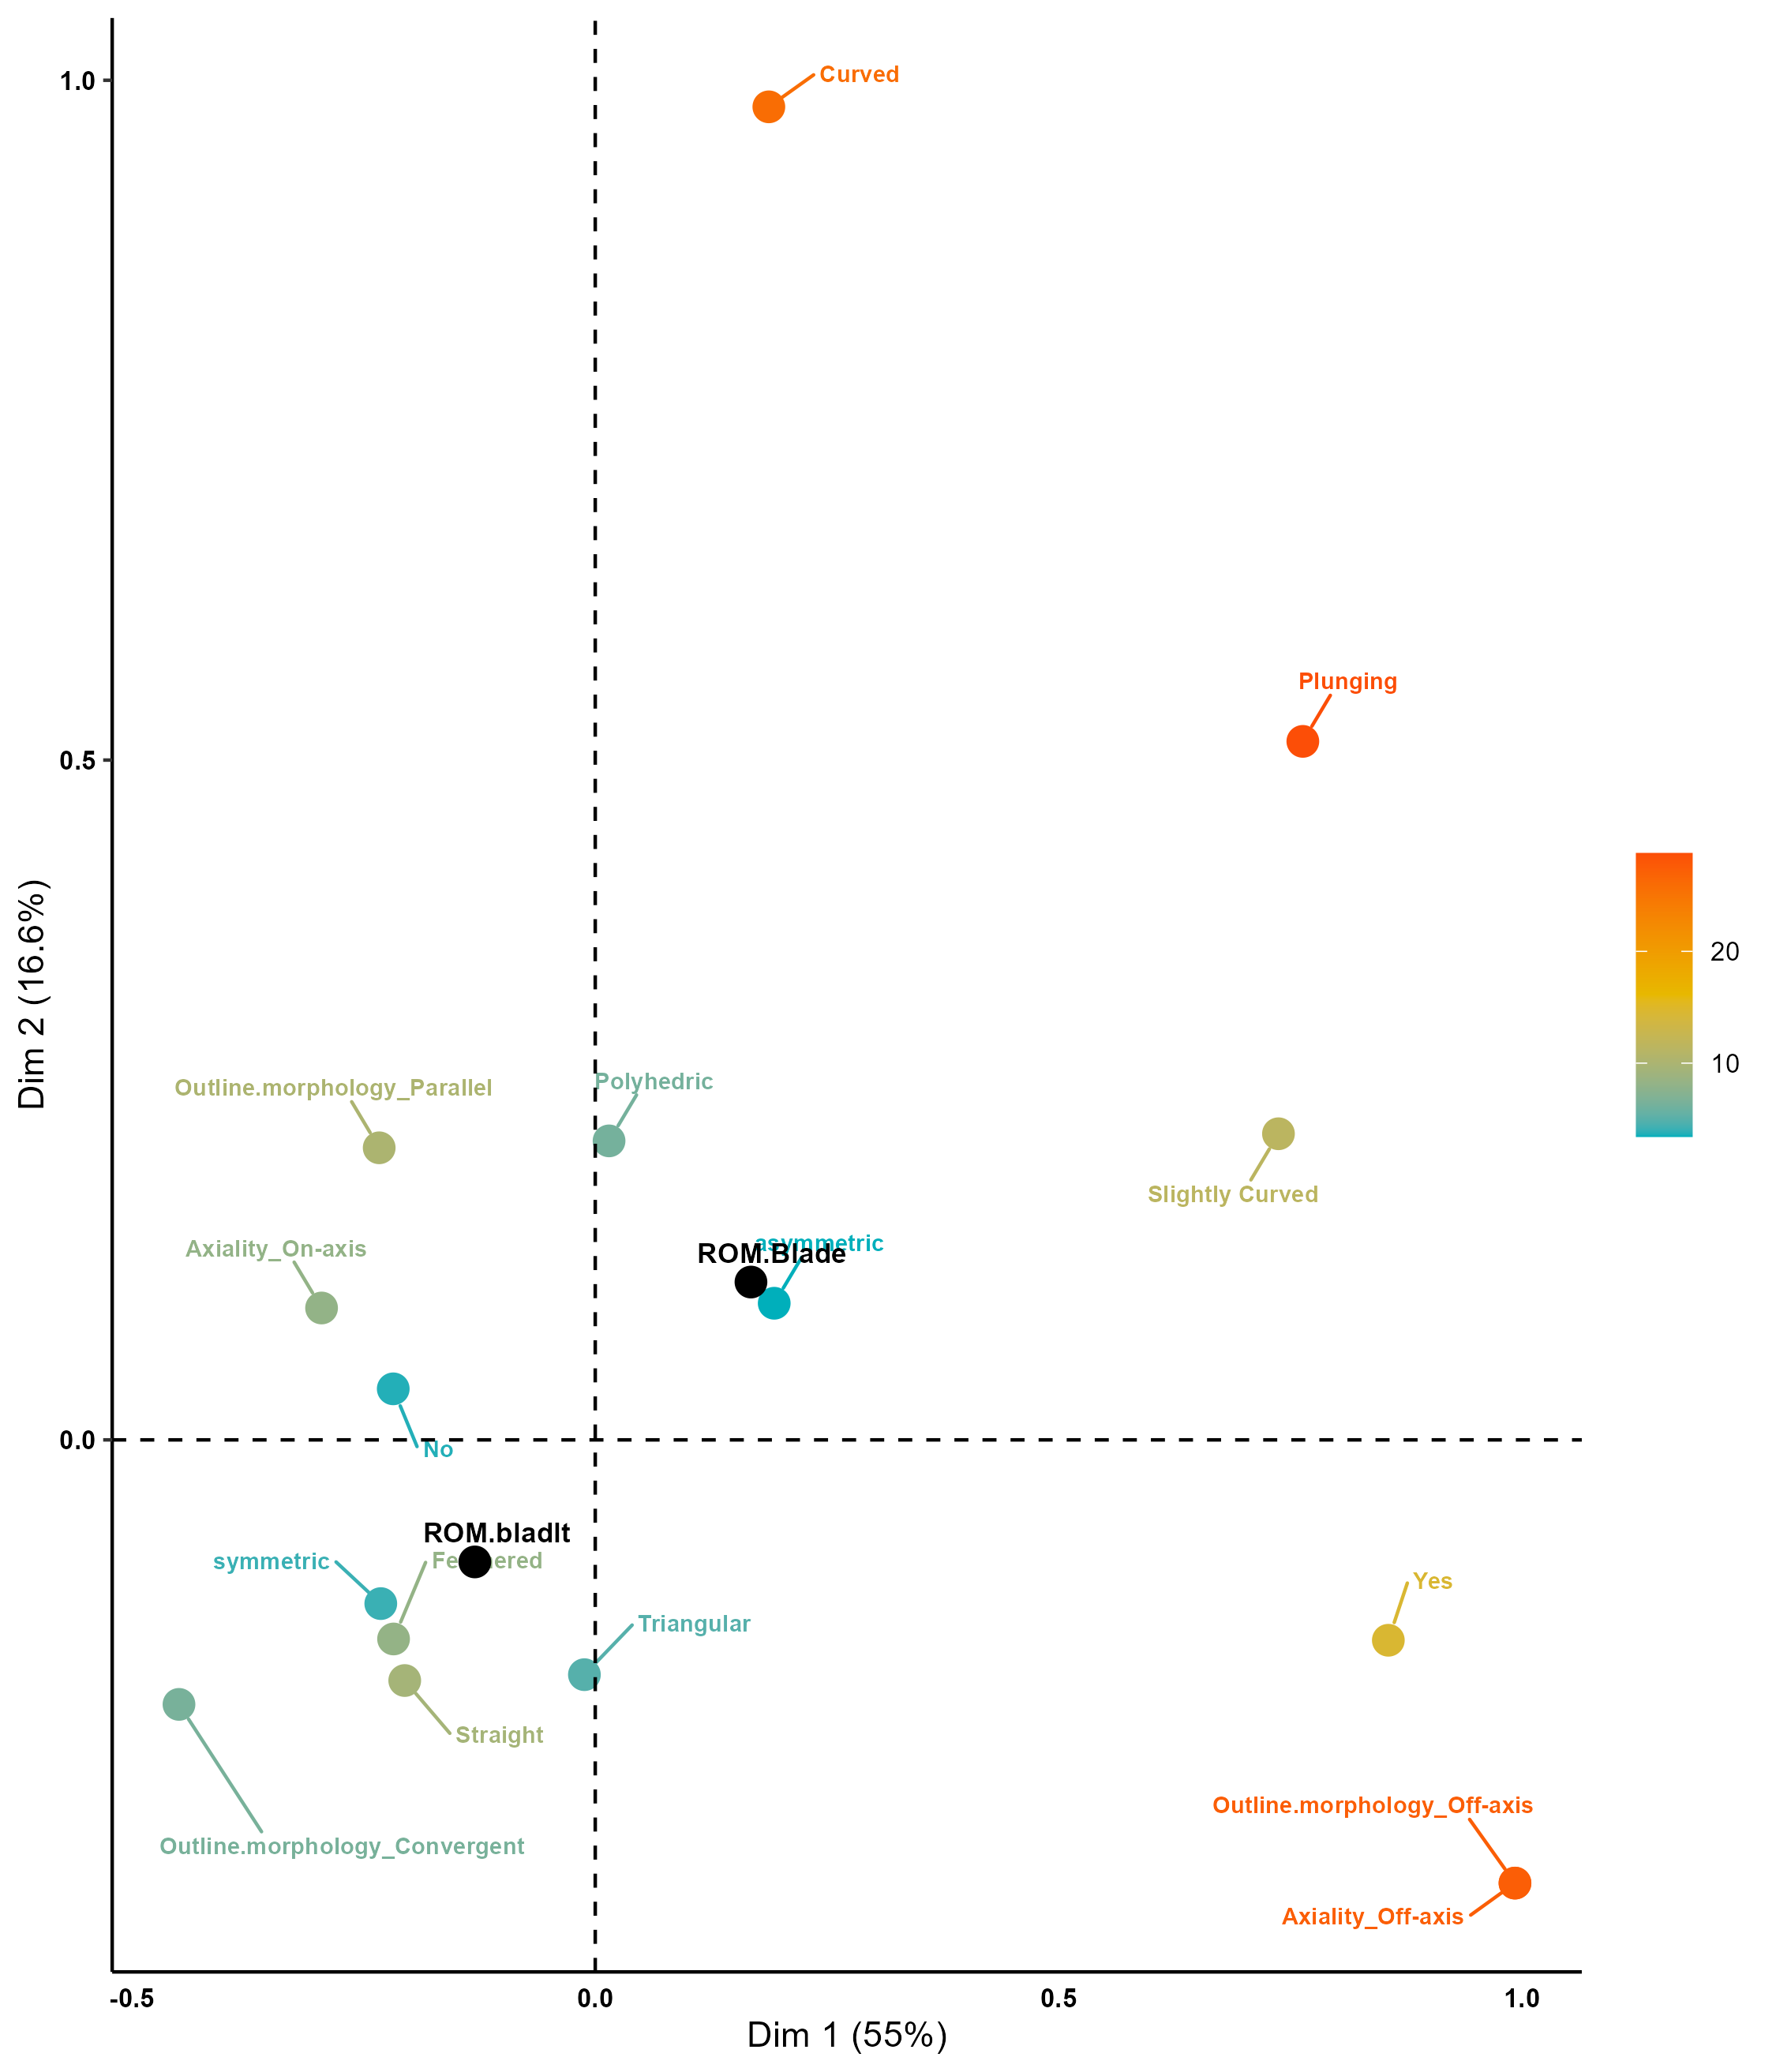 1.0
Curved
Plunging
0.5
20
Dim 2 (16.6%)
10
Outline.morphology_Parallel
Polyhedric
Slightly Curved
Axiality_On-axis
asymmetric
ROM.Blade
0.0
No
ROM.bladlt
symmetric
Yes
Triangular
Straight
Outline.morphology_Off-axis
Outline.morphology_Convergent
Axiality_Off-axis
-0.5
0.0
0.5
1.0
Dim 1 (55%)